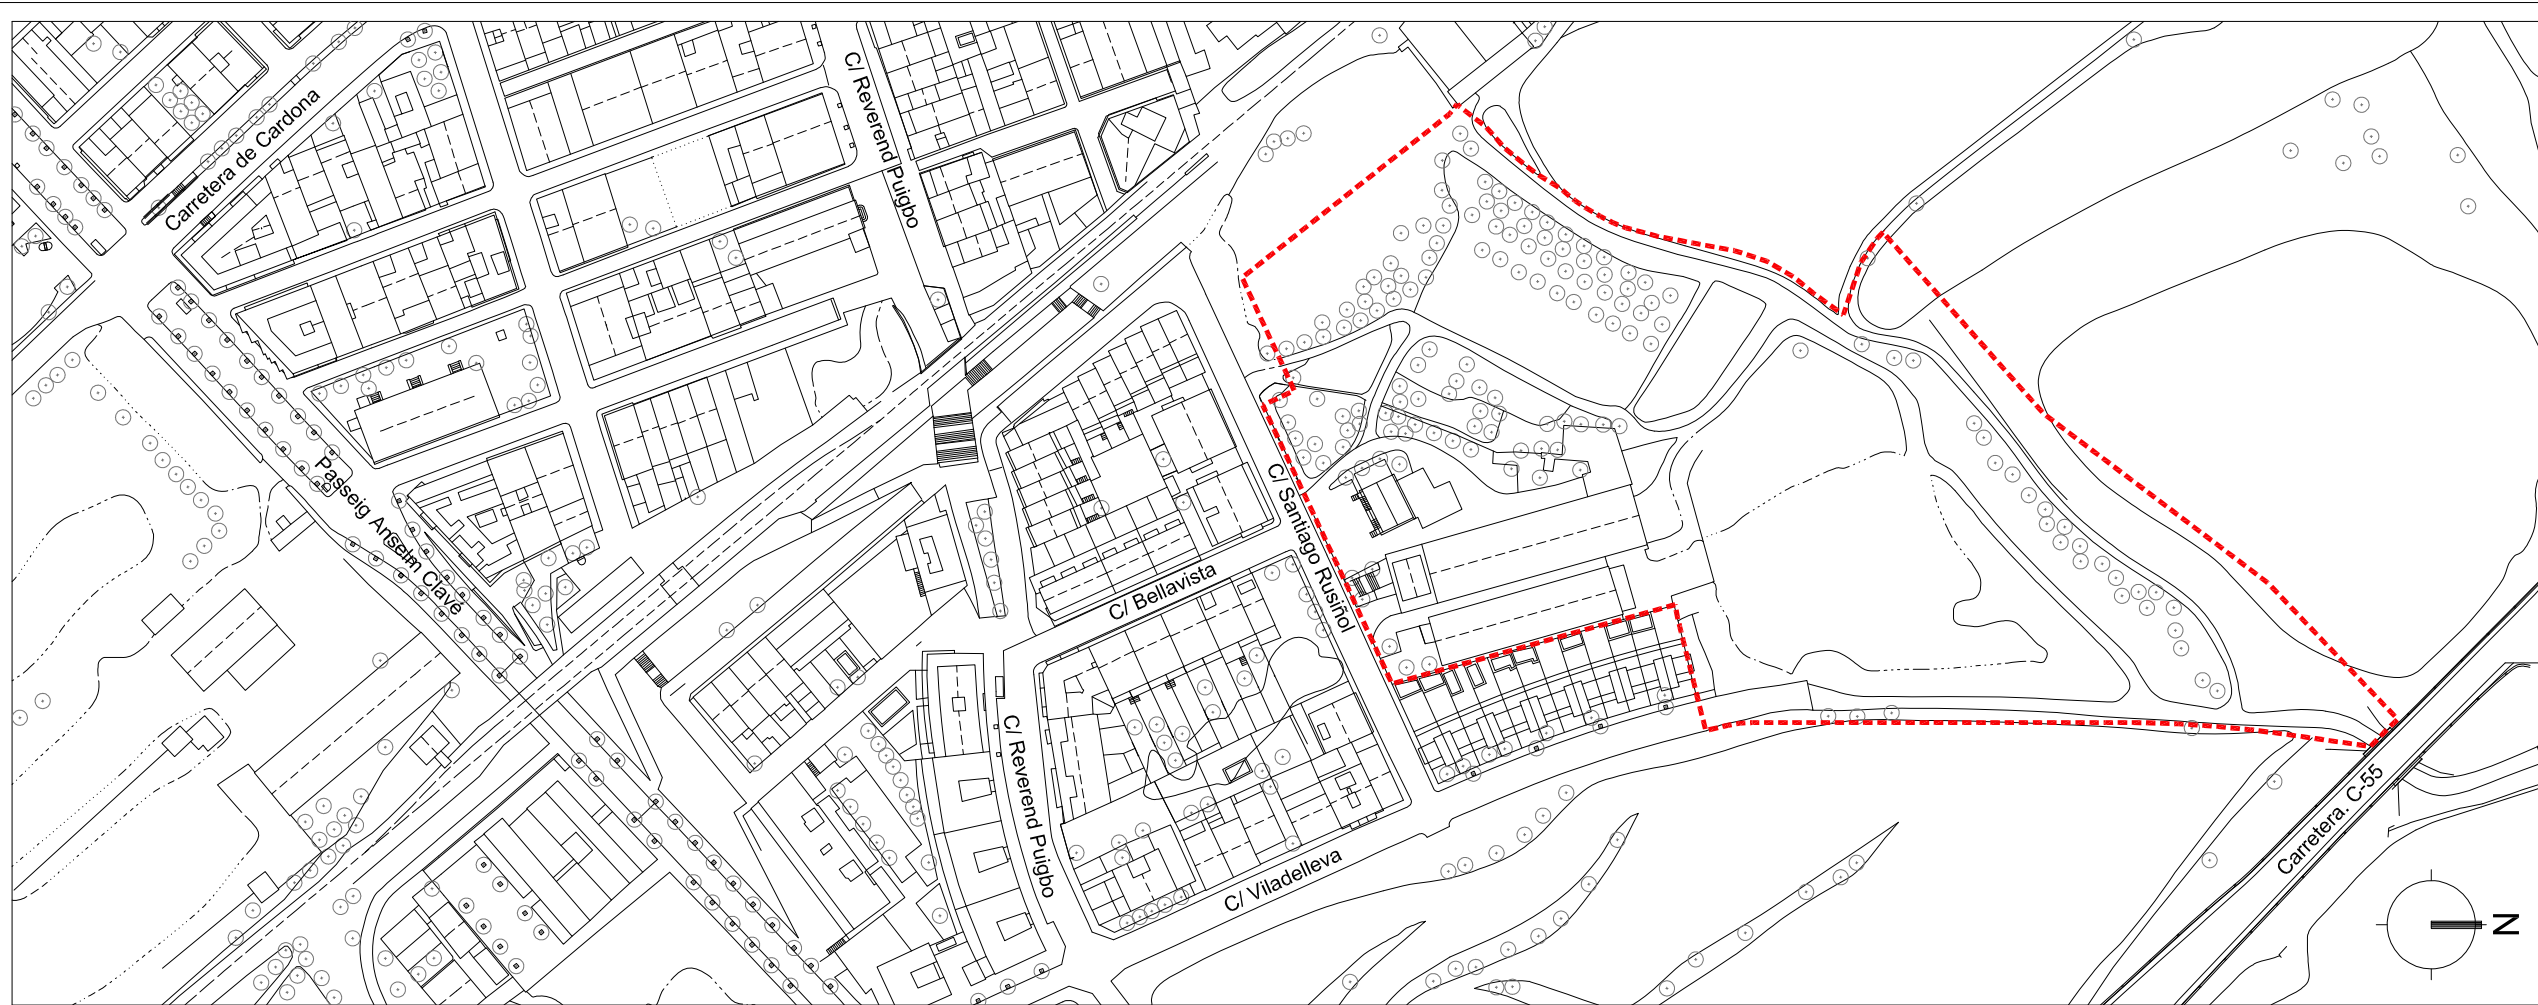 Carretera de Cardona
C/ Reverend Puigbo
Passeig Anselm Clavé
C/ Santiago Rusiñol
C/ Bellavista
C/ Reverend Puigbo
C/ Viladelleva
Carretera. C-55
N